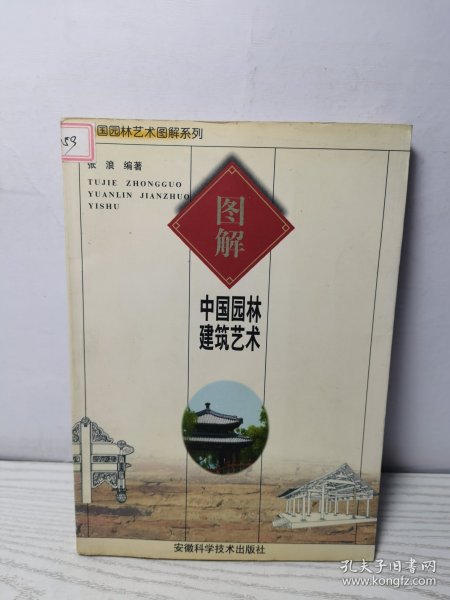 国园林艺术图解系列
59
张 浪 编著
TUJIE ZHONGGUO
YUANLIN JIANZHUO
YISHU
图
解
中国园林
建筑艺术
安徽科学技术出版社
孔夫子旧书网
www.kongfz.com